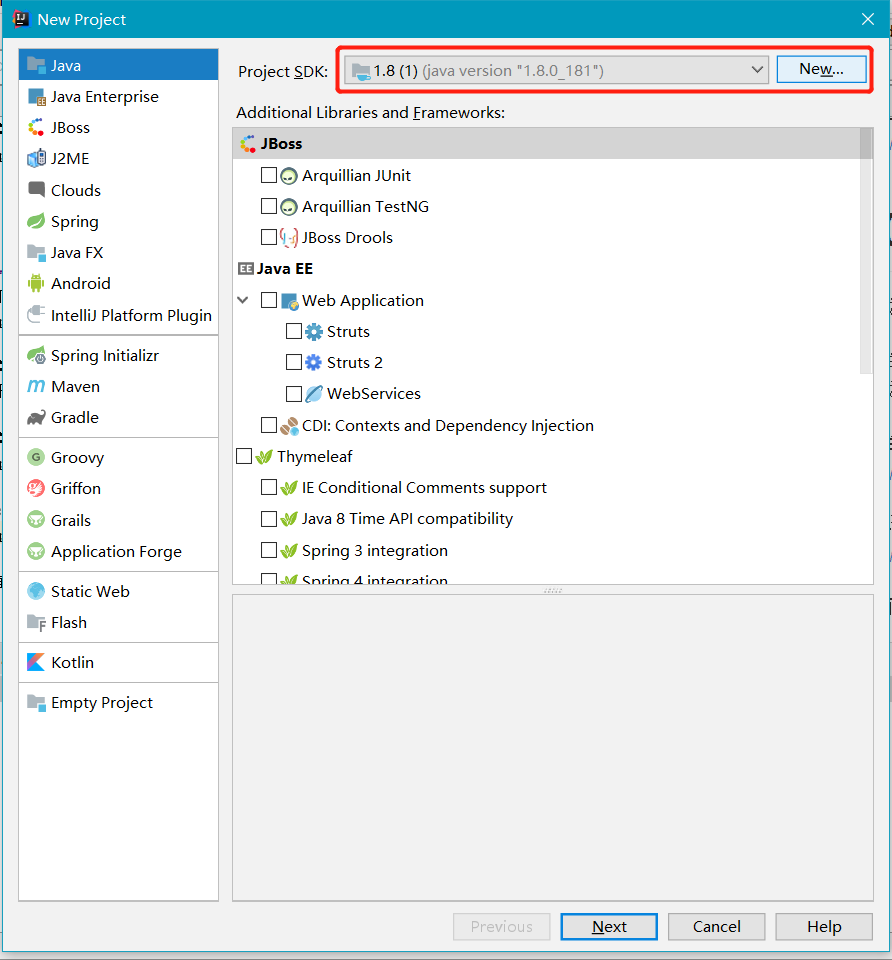 New Project
Java
Java Enterprise
JBoss
J2ME
Clouds
Spring
Java FX
Android
IntelliJ Platform Plugin
Spring Initializr
Maven
Gradle
Groovy
Griffon
Grails
Application Forge
Static Web
Flash
Kotlin
Empty Project
Project SDK: 1.8 (1) (java version "1.8.0_181") New...
Additional Libraries and Frameworks:
JBoss
Arquillian JUnit
Arquillian TestNG
JBoss Drools
Java EE
Web Application
Struts
Struts 2
WebServices
CDI: Contexts and Dependency Injection
Thymeleaf
IE Conditional Comments support
Java 8 Time API compatibility
Spring 3 integration
Spring 4 integration
Previous Next Cancel Help